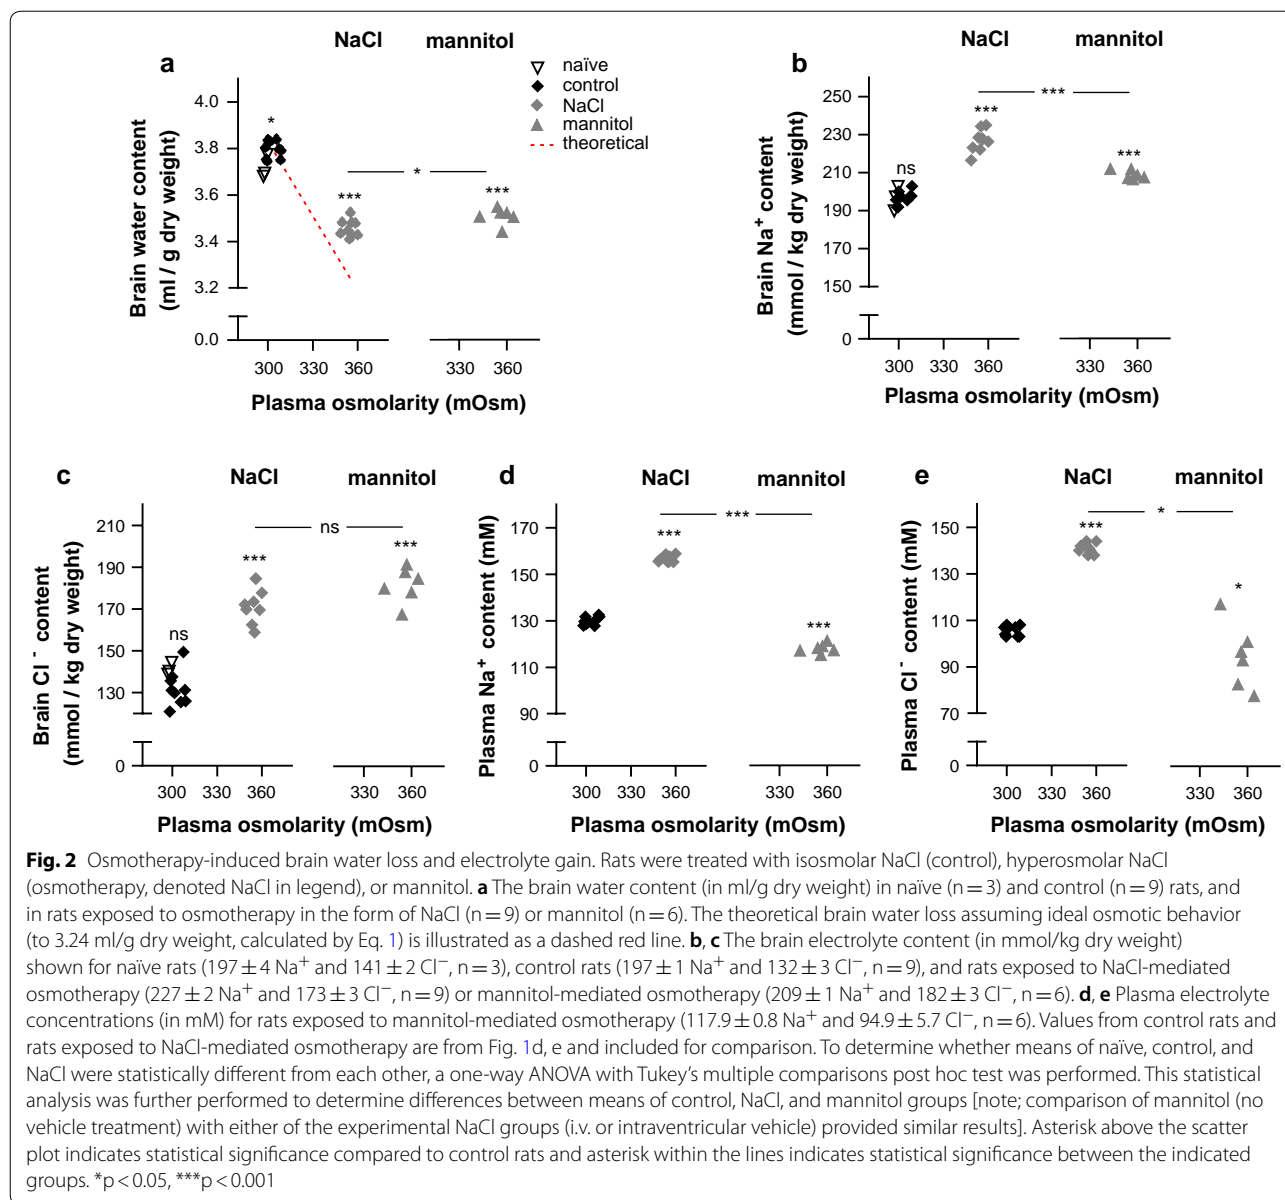 NaCl mannitol
a
naïve
control
NaCl
mannitol
theoretical
Brain water content
(ml / g dry weight)
4.0
3.8
3.6
3.4
3.2
0.0
*
***
*
***
300 330 360 330 360
Plasma osmolarity (mOsm)
NaCl mannitol
b
Brain Na⁺ content
(mmol / kg dry weight)
250
230
210
190
170
150
0
ns
***
***
***
300 330 360 330 360
Plasma osmolarity (mOsm)
NaCl mannitol
c
Brain Cl⁻ content
(mmol / kg dry weight)
210
190
170
150
130
0
ns
***
ns
***
300 330 360 330 360
Plasma osmolarity (mOsm)
NaCl mannitol
d
Plasma Na⁺ content (mM)
170
150
130
110
90
0
***
***
***
300 330 360 330 360
Plasma osmolarity (mOsm)
NaCl mannitol
e
Plasma Cl⁻ content (mM)
150
130
110
90
70
0
***
*
*
300 330 360 330 360
Plasma osmolarity (mOsm)
Fig. 2 Osmotherapy-induced brain water loss and electrolyte gain. Rats were treated with isosmolar NaCl (control), hyperosmolar NaCl
(osmotherapy, denoted NaCl in legend), or mannitol. a The brain water content (in ml/g dry weight) in naïve (n = 3) and control (n = 9) rats, and
in rats exposed to osmotherapy in the form of NaCl (n = 9) or mannitol (n = 6). The theoretical brain water loss assuming ideal osmotic behavior
(to 3.24 ml/g dry weight, calculated by Eq. 1) is illustrated as a dashed red line. b, c The brain electrolyte content (in mmol/kg dry weight)
shown for naïve rats (197 ± 4 Na⁺ and 141 ± 2 Cl⁻, n = 3), control rats (197 ± 1 Na⁺ and 132 ± 3 Cl⁻, n = 9), and rats exposed to NaCl-mediated
osmotherapy (227 ± 2 Na⁺ and 173 ± 3 Cl⁻, n = 9) or mannitol-mediated osmotherapy (209 ± 1 Na⁺ and 182 ± 3 Cl⁻, n = 6). d, e Plasma electrolyte
concentrations (in mM) for rats exposed to mannitol-mediated osmotherapy (117.9 ± 0.8 Na⁺ and 94.9 ± 5.7 Cl⁻, n = 6). Values from control rats and
rats exposed to NaCl-mediated osmotherapy are from Fig. 1d, e and included for comparison. To determine whether means of naïve, control, and
NaCl were statistically different from each other, a one-way ANOVA with Tukey's multiple comparisons post hoc test was performed. This statistical
analysis was further performed to determine differences between means of control, NaCl, and mannitol groups [note; comparison of mannitol (no
vehicle treatment) with either of the experimental NaCl groups (i.v. or intraventricular vehicle) provided similar results]. Asterisk above the scatter
plot indicates statistical significance compared to control rats and asterisk within the lines indicates statistical significance between the indicated
groups. *p < 0.05, ***p < 0.001